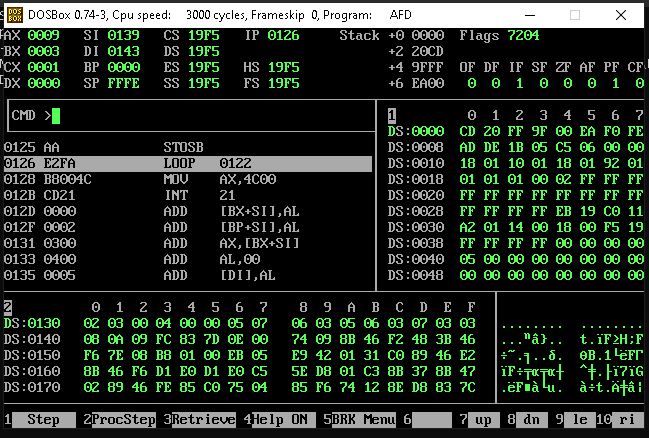 DOSBox 0.74-3, Cpu speed: 3000 cycles, Frameskip 0, Program: AFD
AX 0009 SI 0139 CS 19F5 IP 0126 Stack +0 0000 Flags 7204
BX 0003 DI 0143 DS 19F5 +2 20CD
CX 0001 BP 0000 ES 19F5 HS 19F5 +4 9FFF OF DF IF SF ZF AF PF CF
DX 0000 SP FFFE SS 19F5 FS 19F5 +6 EA00 0 0 1 0 0 0 1 0
CMD >
1 0 1 2 3 4 5 6 7
DS:0000 CD 20 FF 9F 00 EA F0 FE
0125 AA STOSB DS:0008 AD DE 1B 05 C5 06 00 00
0126 E2FA LOOP 0122 DS:0010 18 01 10 01 18 01 92 01
0128 B8004C MOV AX,4C00 DS:0018 01 01 01 00 02 FF FF FF
012B CD21 INT 21 DS:0020 FF FF FF FF FF FF FF FF
012D 0000 ADD [BX+SI],AL DS:0028 FF FF FF FF EB 19 C0 11
012F 0002 ADD [BP+SI],AL DS:0030 A2 01 14 00 18 00 F5 19
0131 0300 ADD AX,[BX+SI] DS:0038 FF FF FF FF 00 00 00 00
0133 0400 ADD AL,00 DS:0040 05 00 00 00 00 00 00 00
0135 0005 ADD [DI],AL DS:0048 00 00 00 00 00 00 00 00
2 0 1 2 3 4 5 6 7 8 9 A B C D E F
DS:0130 02 03 00 04 00 00 05 07 06 03 05 06 03 07 03 03
DS:0140 08 0A 09 FC 83 7D 0E 00 74 09 8B 46 F2 48 3B 46
DS:0150 F6 7E 08 B8 01 00 EB 05 E9 42 01 31 C0 89 46 E2
DS:0160 8B 46 F6 D1 E0 D1 E0 C5 5E D8 01 C3 8B 37 8B 47
DS:0170 02 89 46 FE 85 C0 75 04 85 F6 74 12 8E D8 83 7C
1 Step 2 ProcStep 3 Retrieve 4 Help ON 5 BRK Menu 6 7 up 8 dn 9 le 10 ri